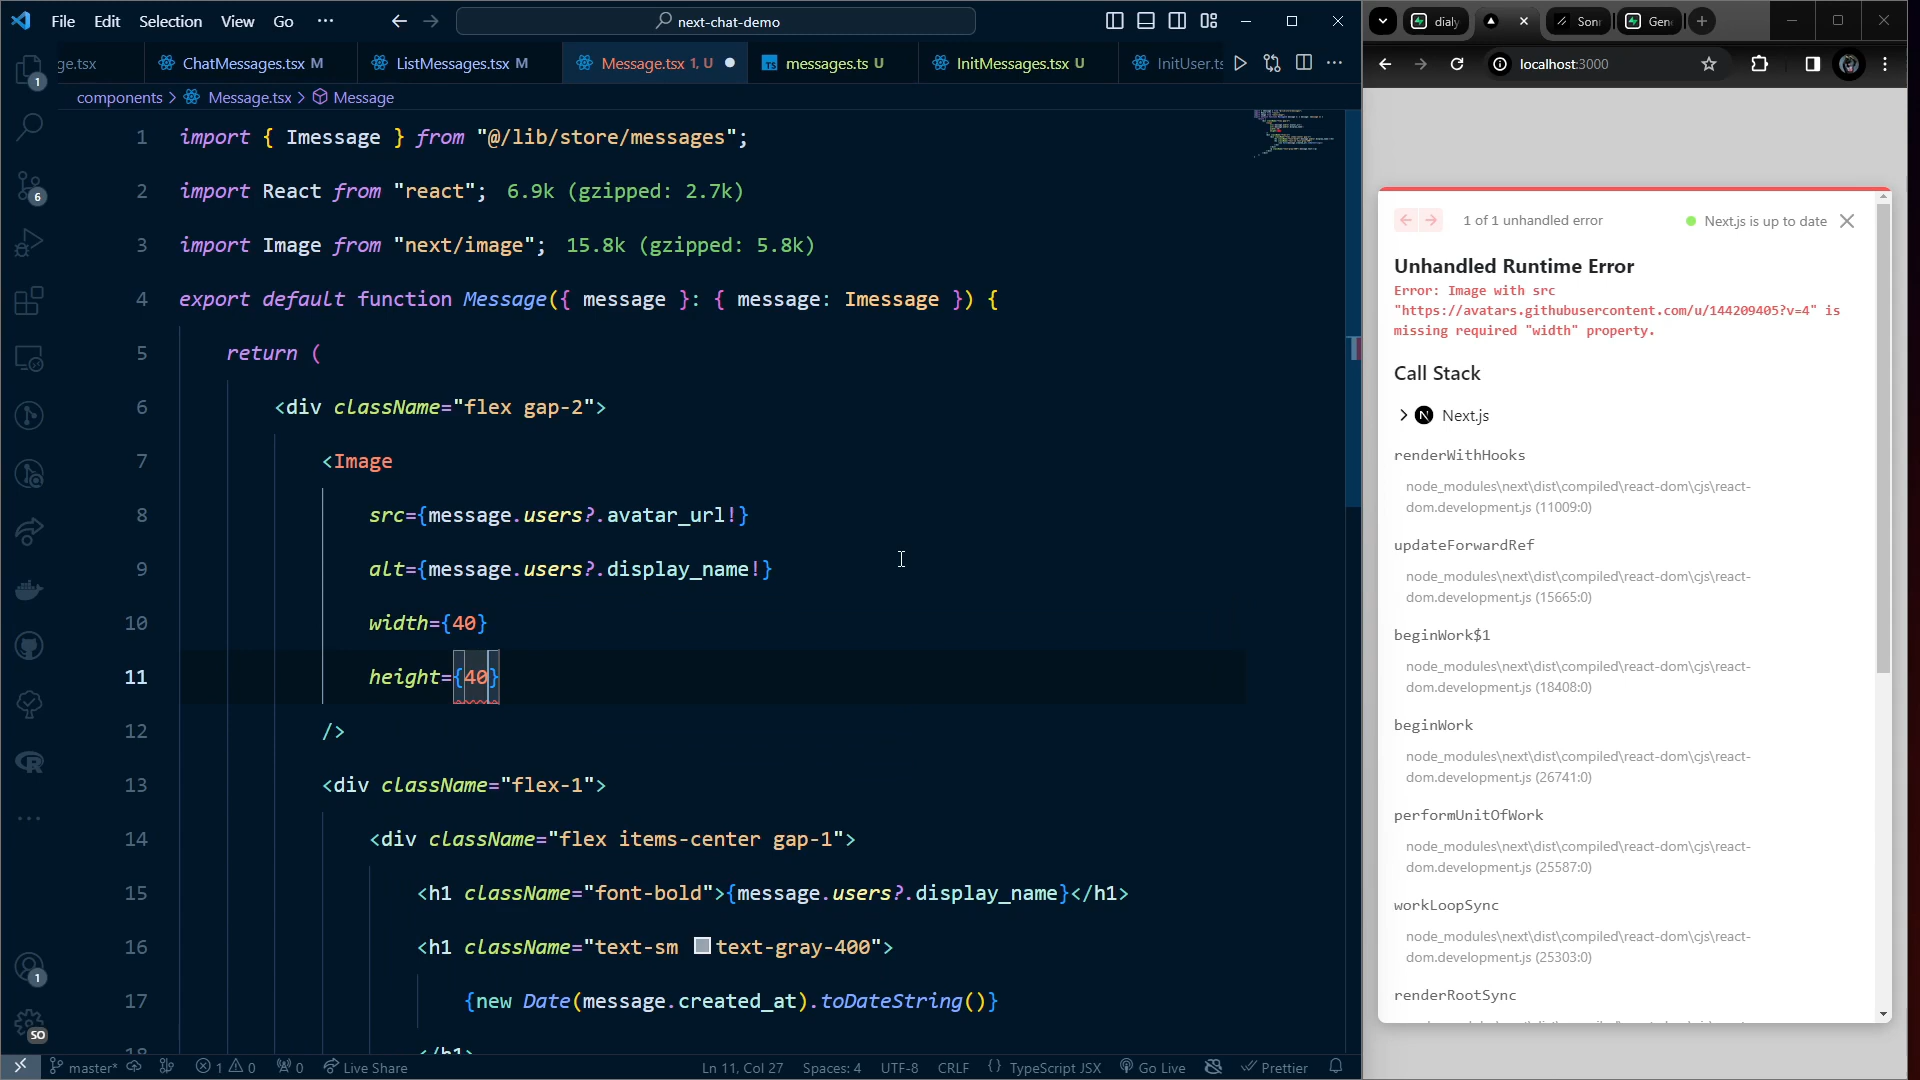 File Edit Selection View Go ··· next-chat-demo
ge.tsx ChatMessages.tsx M ListMessages.tsx M Message.tsx 1, U messages.ts U InitMessages.tsx U InitUser.ts
components > Message.tsx > Message
1 import { Imessage } from "@/lib/store/messages";
2 import React from "react"; 6.9k (gzipped: 2.7k)
3 import Image from "next/image"; 15.8k (gzipped: 5.8k)
4 export default function Message({ message }: { message: Imessage }) {
5 return (
6 <div className="flex gap-2">
7 <Image
8 src={message.users?.avatar_url!}
9 alt={message.users?.display_name!}
10 width={40}
11 height={40}
12 />
13 <div className="flex-1">
14 <div className="flex items-center gap-1">
15 <h1 className="font-bold">{message.users?.display_name}</h1>
16 <h1 className="text-sm text-gray-400">
17 {new Date(message.created_at).toDateString()}
18 </h1>
1
6
1
SO
master* 1 0 0 Live Share Ln 11, Col 27 Spaces: 4 UTF-8 CRLF {} TypeScript JSX Go Live Prettier
dialy Sonn Gene
localhost:3000
1 of 1 unhandled error Next.js is up to date
Unhandled Runtime Error
Error: Image with src
"https://avatars.githubusercontent.com/u/144209405?v=4" is
missing required "width" property.
Call Stack
Next.js
renderWithHooks
node_modules\next\dist\compiled\react-dom\cjs\react-
dom.development.js (11009:0)
updateForwardRef
node_modules\next\dist\compiled\react-dom\cjs\react-
dom.development.js (15665:0)
beginWork$1
node_modules\next\dist\compiled\react-dom\cjs\react-
dom.development.js (18408:0)
beginWork
node_modules\next\dist\compiled\react-dom\cjs\react-
dom.development.js (26741:0)
performUnitOfWork
node_modules\next\dist\compiled\react-dom\cjs\react-
dom.development.js (25587:0)
workLoopSync
node_modules\next\dist\compiled\react-dom\cjs\react-
dom.development.js (25303:0)
renderRootSync